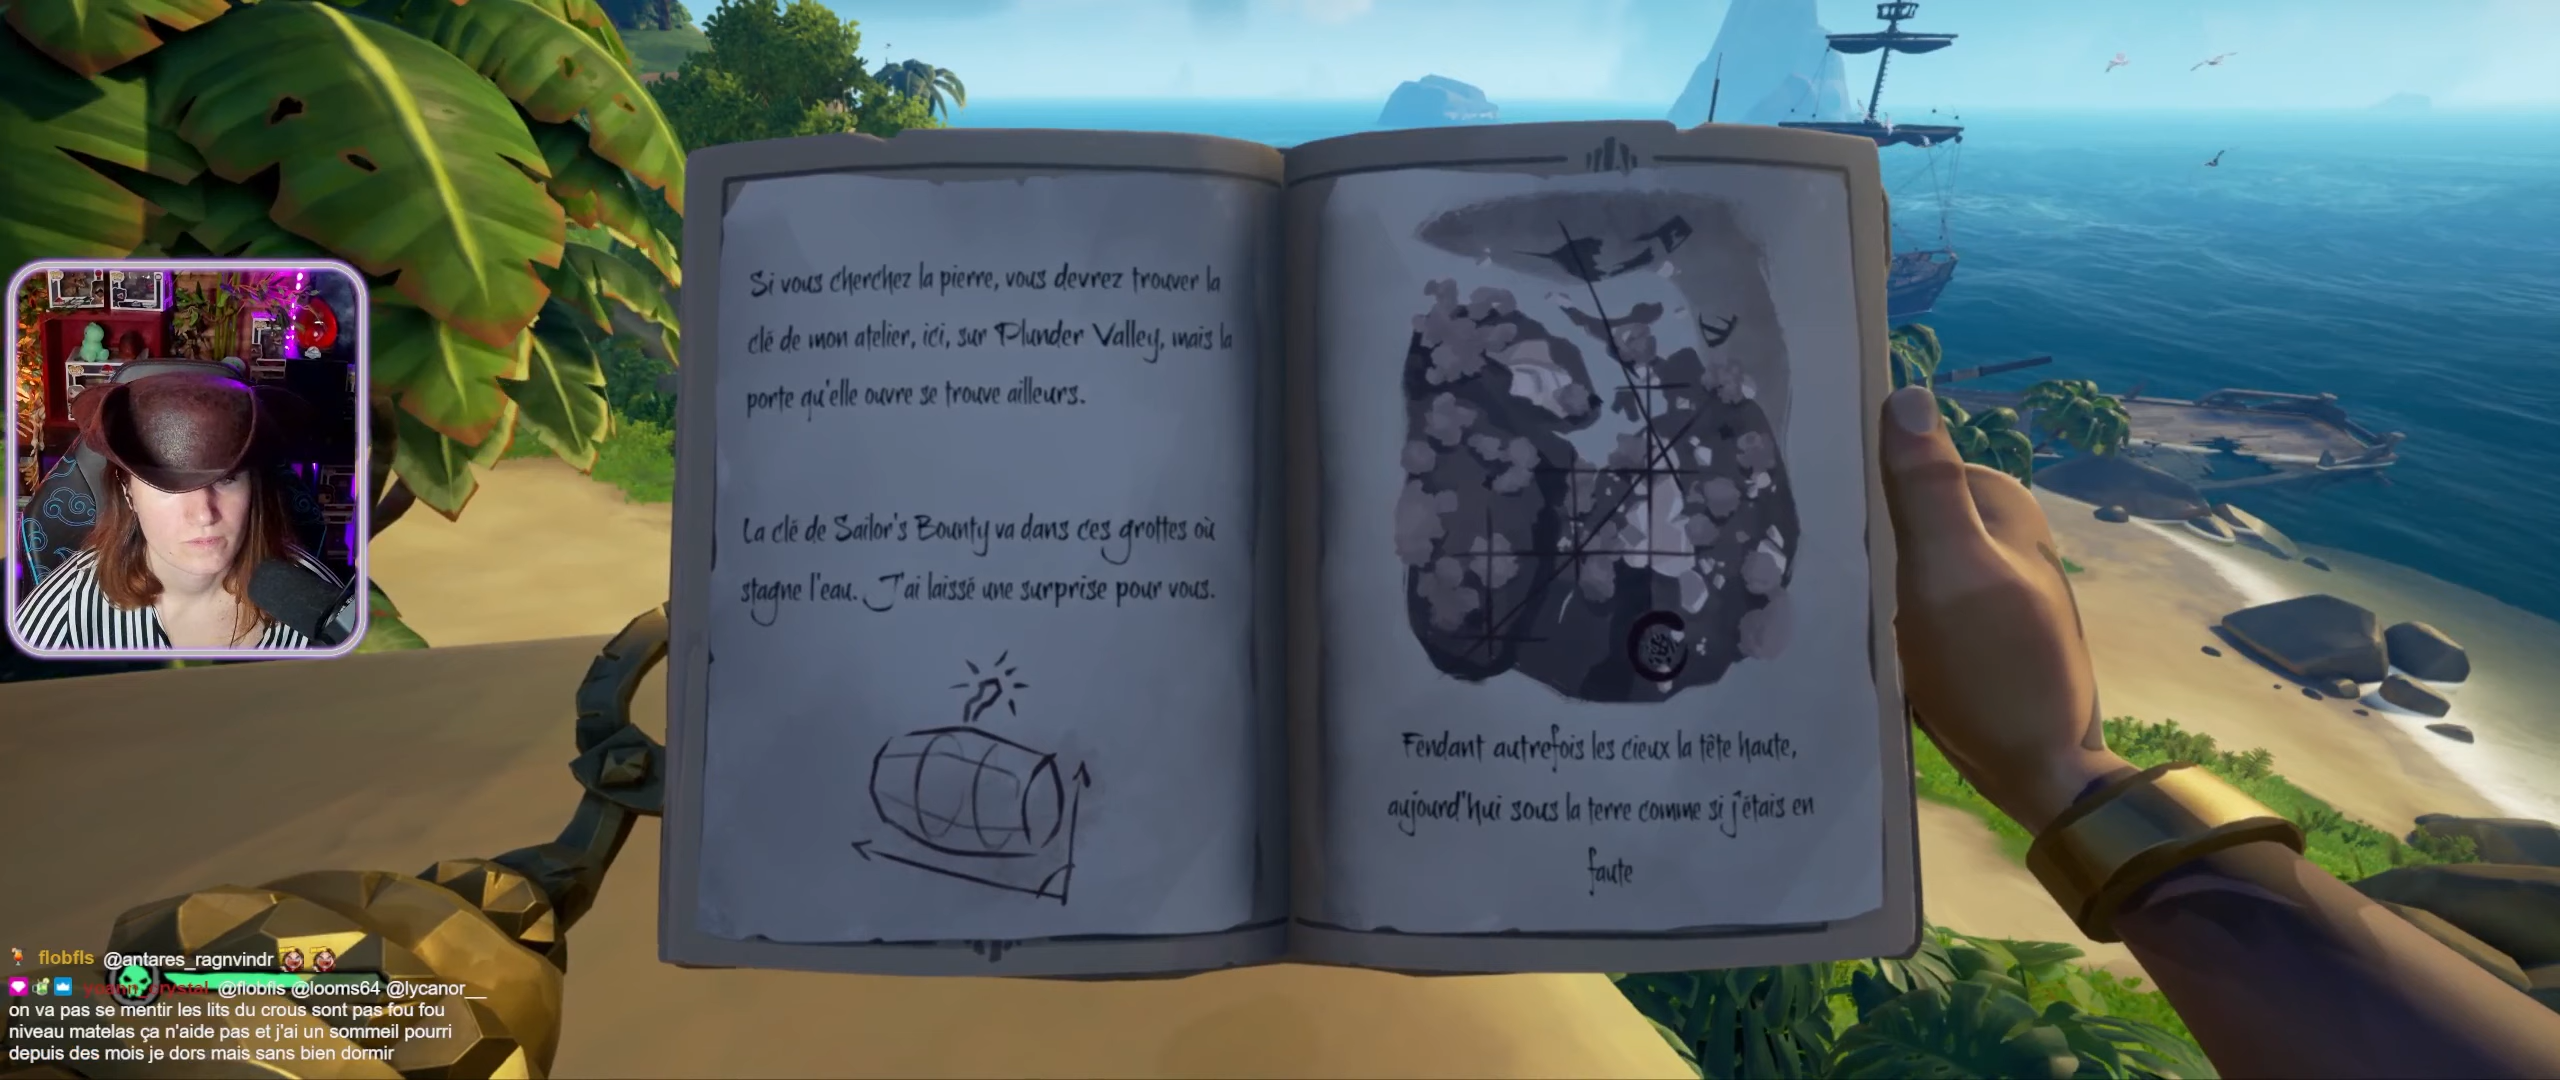 Si vous cherchez la pierre, vous devrez trouver la
clé de mon atelier, ici, sur Plunder Valley, mais la
porte qu'elle ouvre se trouve ailleurs.
La clé de Sailor's Bounty va dans ces grottes où
stagne l'eau. J'ai laissé une surprise pour vous.
Fendant autrefois les cieux la tête haute,
aujourd'hui sous la terre comme si j'étais en
faute
flobfls @antares_ragnvindr
@flobfls @looms64 @lycanor__
on va pas se mentir les lits du crous sont pas fou fou
niveau matelas ça n'aide pas et j'ai un sommeil pourri
depuis des mois je dors mais sans bien dormir